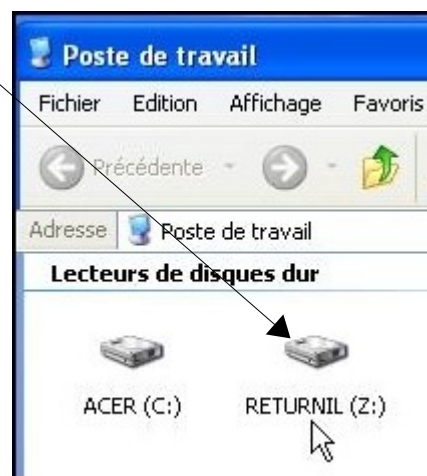 Poste de travail
Fichier Edition Affichage Favoris
Précédente
Adresse Poste de travail
Lecteurs de disques dur
ACER (C:) RETURNIL (Z:)